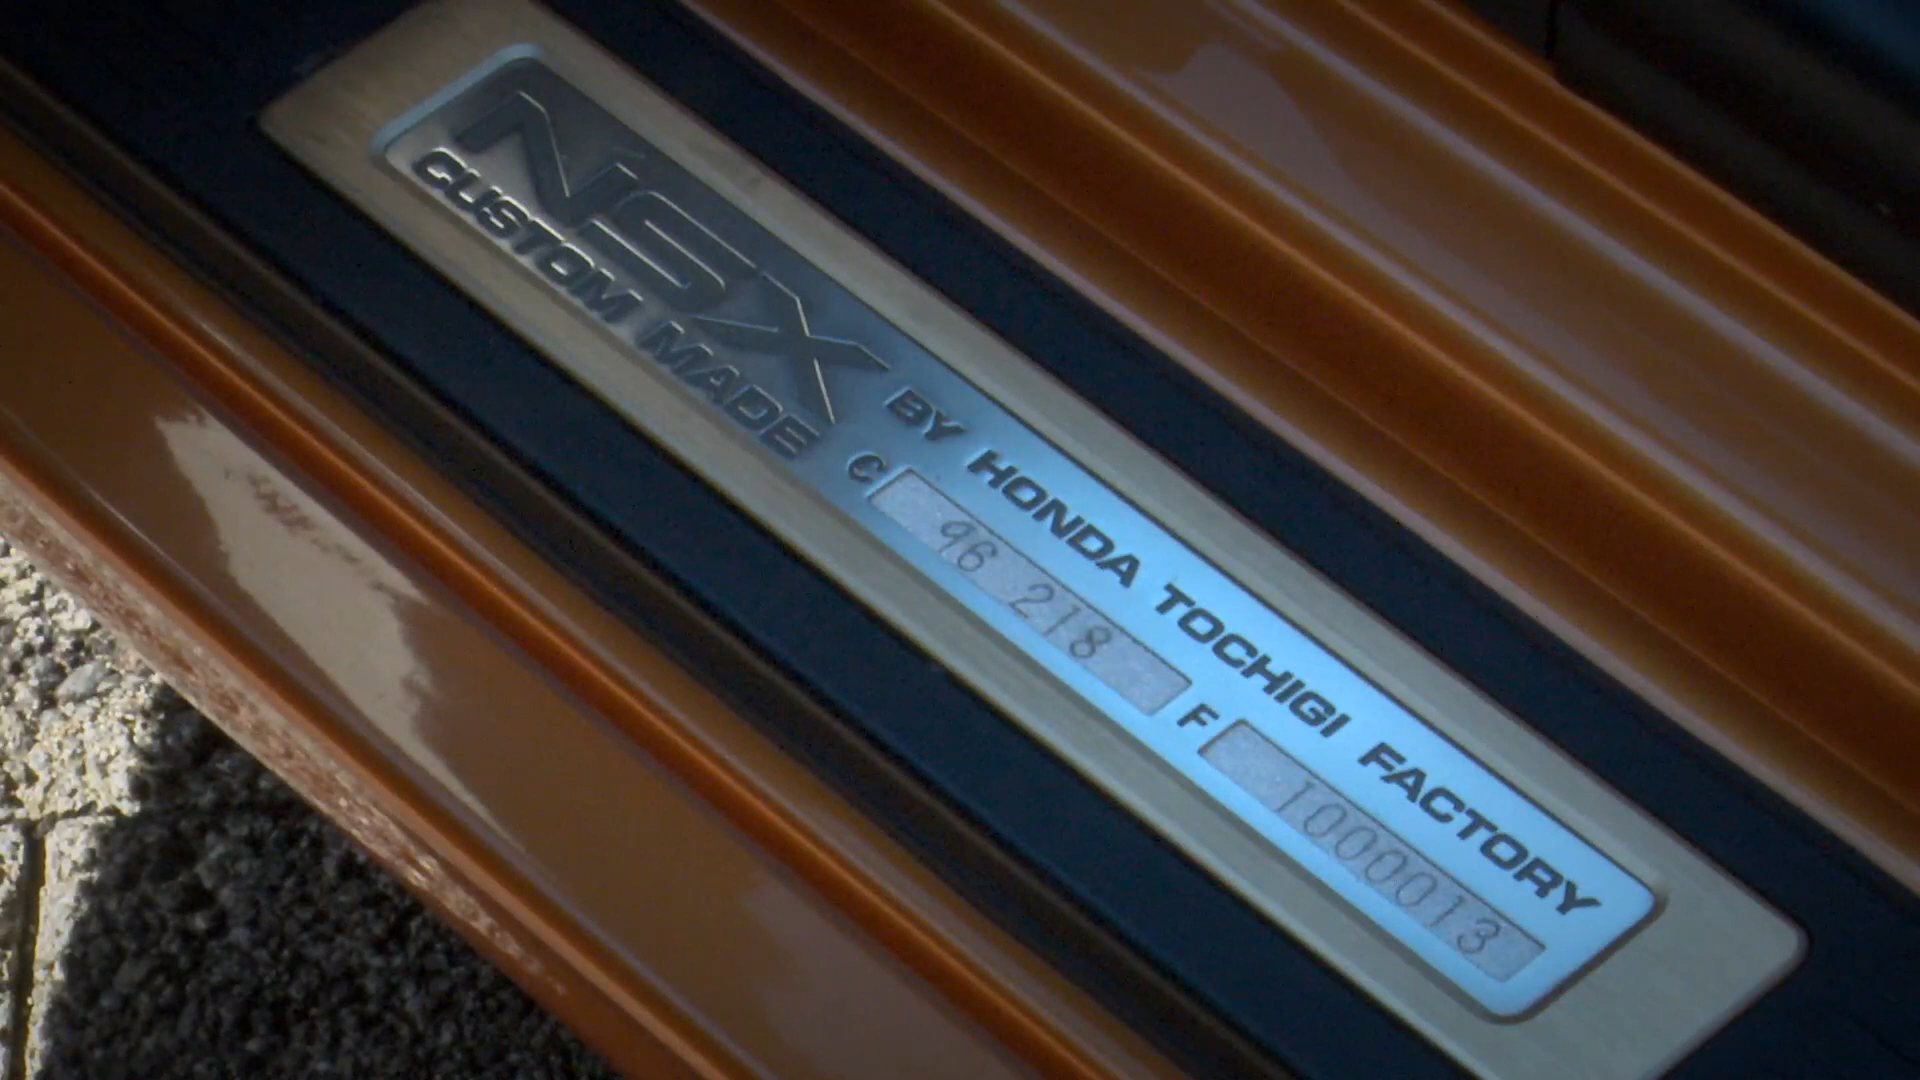 NSX BY HONDA TOCHIGI FACTORY
CUSTOM MADE C 96 218 F 1000013